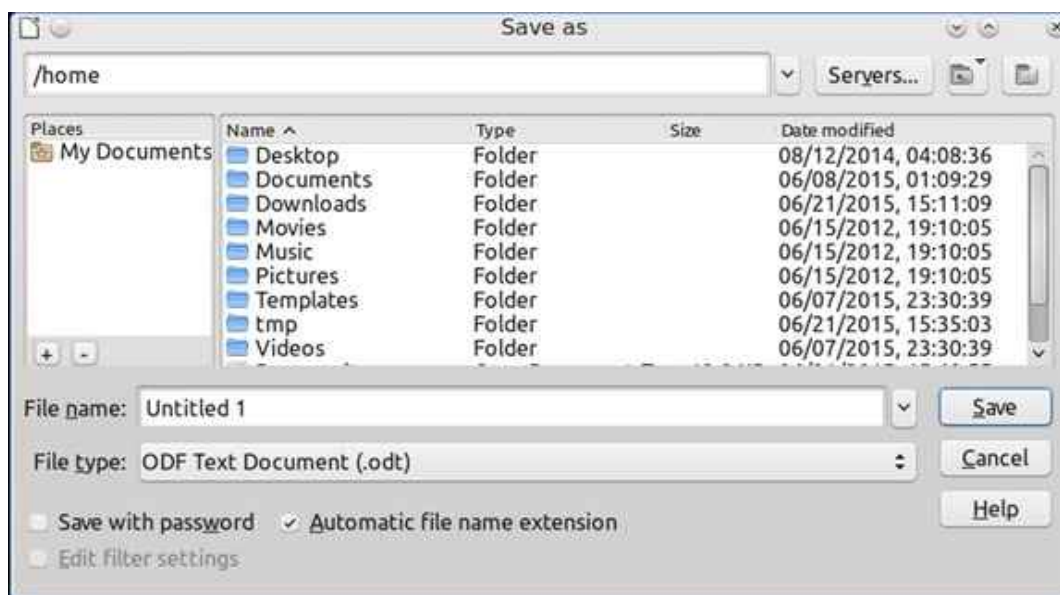 Save as
/home
Servers...
Places
My Documents
Name Type Size Date modified
Desktop Folder 08/12/2014, 04:08:36
Documents Folder 06/08/2015, 01:09:29
Downloads Folder 06/21/2015, 15:11:09
Movies Folder 06/15/2012, 19:10:05
Music Folder 06/15/2012, 19:10:05
Pictures Folder 06/15/2012, 19:10:05
Templates Folder 06/07/2015, 23:30:39
tmp Folder 06/21/2015, 15:35:03
Videos Folder 06/07/2015, 23:30:39
+ -
File name: Untitled 1 Save
File type: ODF Text Document (.odt) Cancel
Save with password Automatic file name extension Help
Edit filter settings